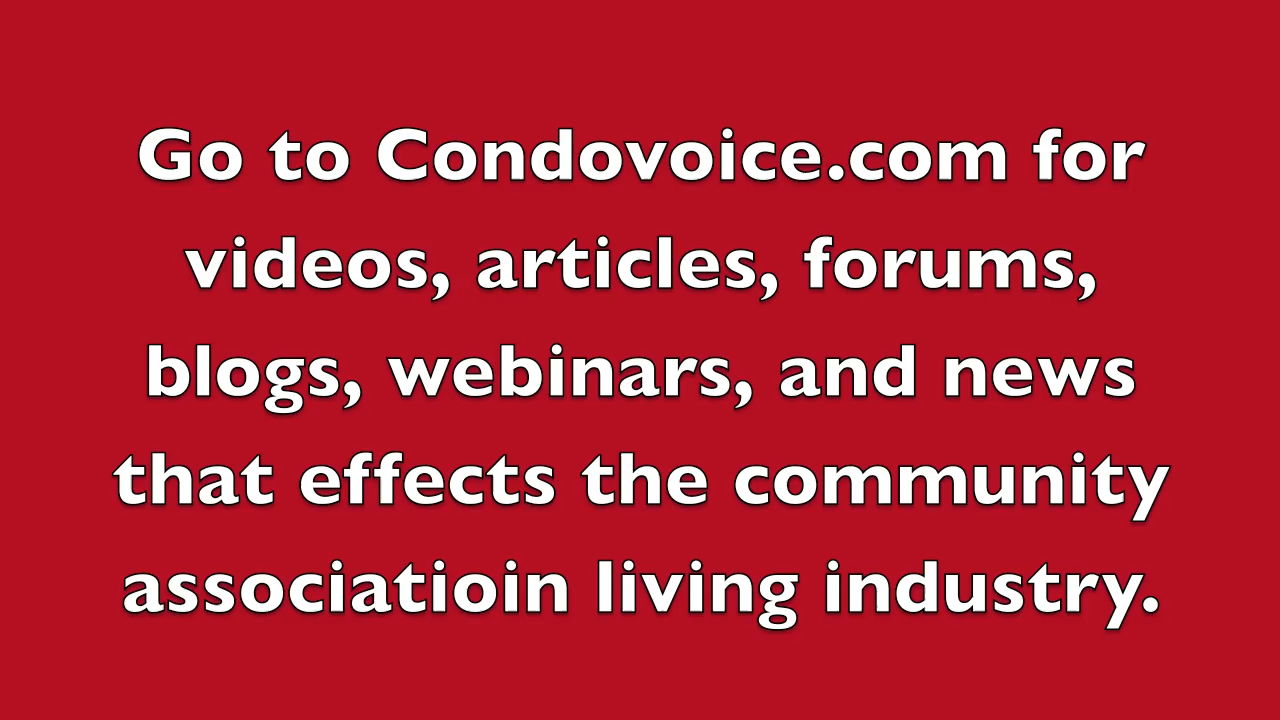 Go to Condovoice.com for
videos, articles, forums,
blogs, webinars, and news
that effects the community
associatioin living industry.